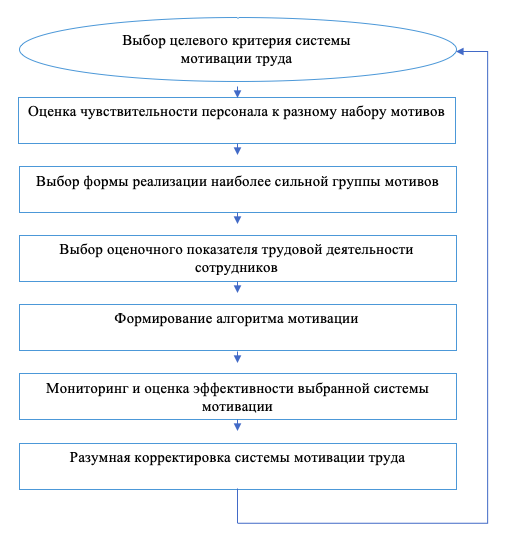 Выбор целевого критерия системы
мотивации труда
Оценка чувствительности персонала к разному набору мотивов
Выбор формы реализации наиболее сильной группы мотивов
Выбор оценочного показателя трудовой деятельности
сотрудников
Формирование алгоритма мотивации
Мониторинг и оценка эффективности выбранной системы
мотивации
Разумная корректировка системы мотивации труда